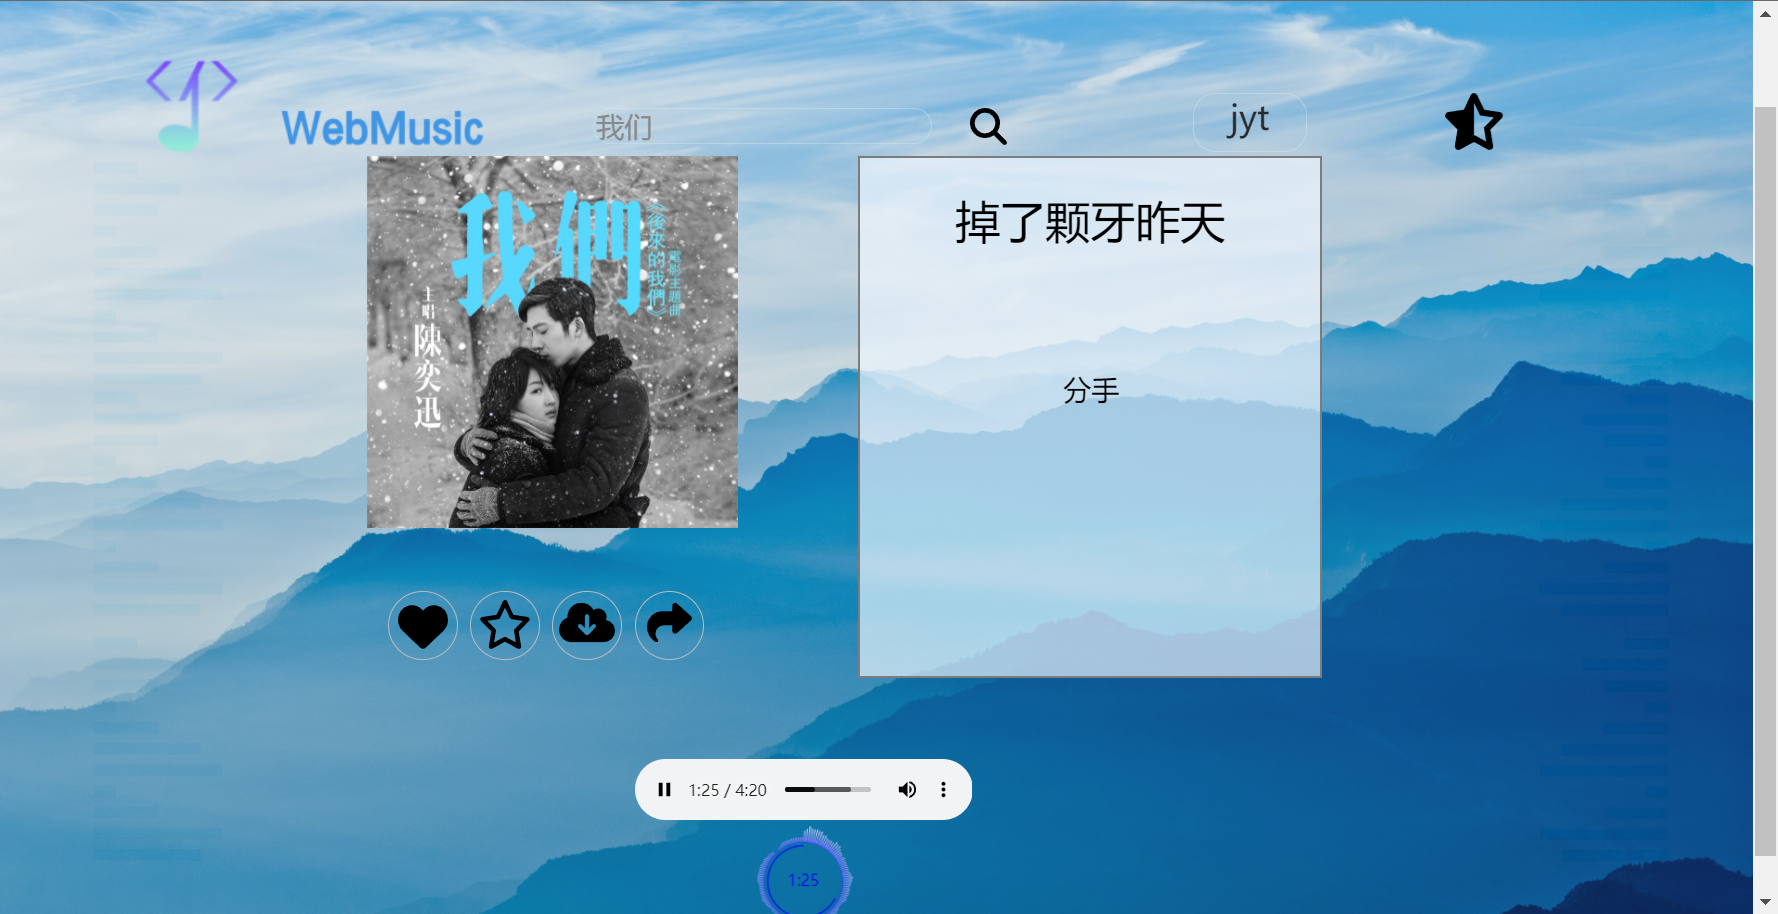 WebMusic
我们
jyt
我們
《後來的我們》
電影主題曲
主唱
陳奕迅
掉了颗牙昨天
分手
1:25 / 4:20
1:25